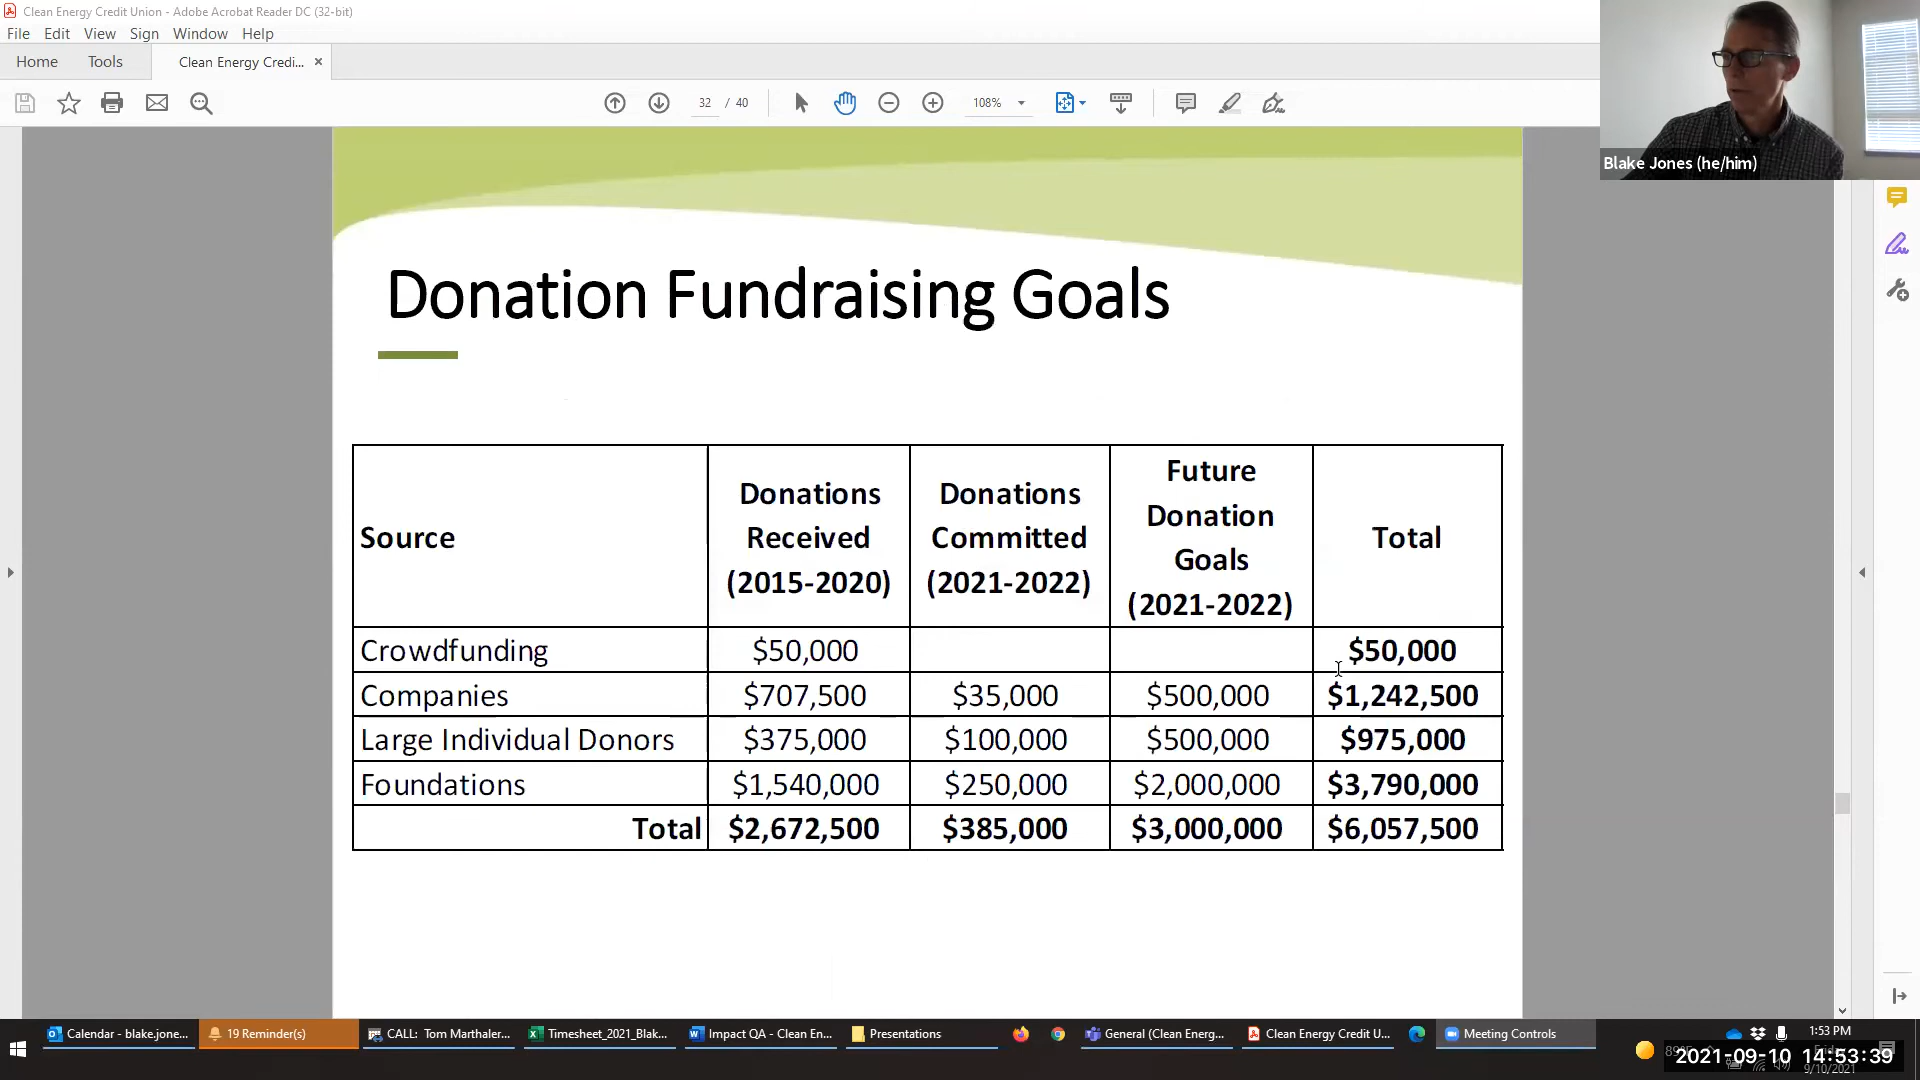 Clean Energy Credit Union - Adobe Acrobat Reader DC (32-bit)
File Edit View Sign Window Help
Home Tools Clean Energy Credi... ×
32 / 40 108%
Blake Jones (he/him)
Donation Fundraising Goals
Source
Donations Received (2015-2020)
Donations Committed (2021-2022)
Future Donation Goals (2021-2022)
Total
Crowdfunding $50,000 $50,000
Companies $707,500 $35,000 $500,000 $1,242,500
Large Individual Donors $375,000 $100,000 $500,000 $975,000
Foundations $1,540,000 $250,000 $2,000,000 $3,790,000
Total $2,672,500 $385,000 $3,000,000 $6,057,500
Calendar - blake.jone... 19 Reminder(s) CALL: Tom Marthaler... Timesheet_2021_Blak... Impact QA - Clean En... Presentations General (Clean Energ... Clean Energy Credit U... Meeting Controls
1:53 PM
2021-09-10 14:53:39
9/10/2021